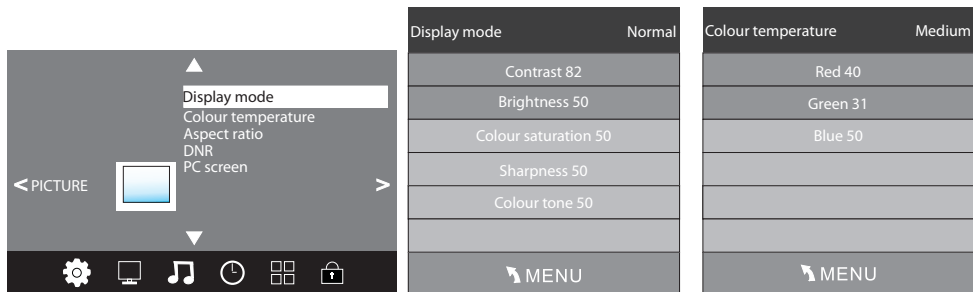 Display mode
Colour temperature
Aspect ratio
DNR
PC screen
< PICTURE >
Display mode Normal
Contrast 82
Brightness 50
Colour saturation 50
Sharpness 50
Colour tone 50
MENU
Colour temperature Medium
Red 40
Green 31
Blue 50
MENU